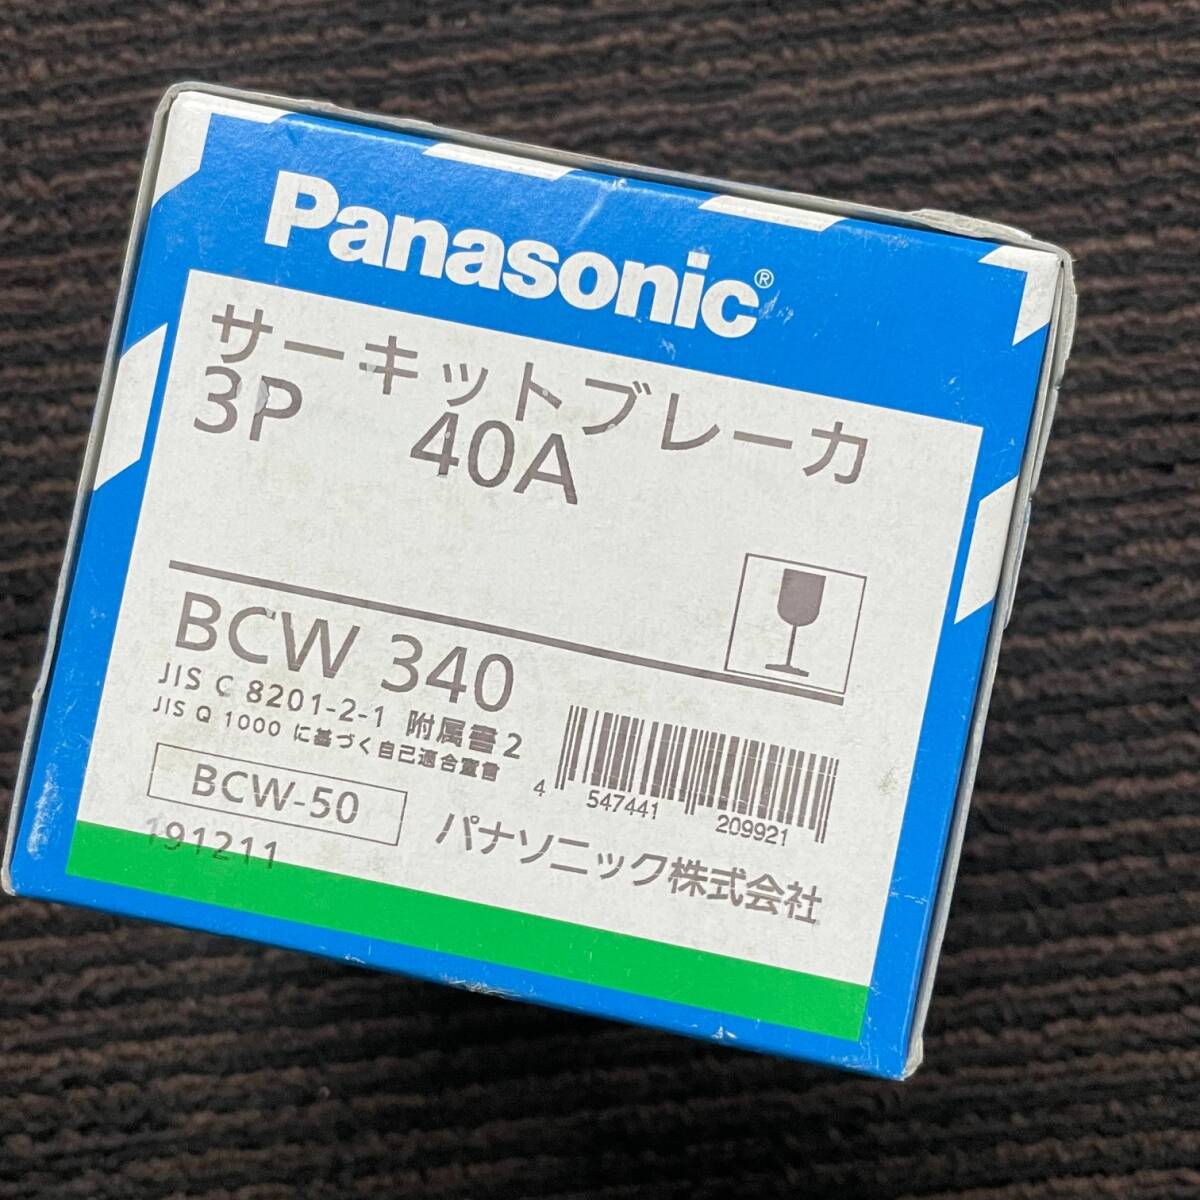 Panasonic®
サーキットブレーカ
3P 40A
BCW 340
JIS C 8201-2-1 附属書2
JIS Q 1000 に基づく自己適合宣言
BCW-50
4 547441 209921
パナソニック株式会社
191211